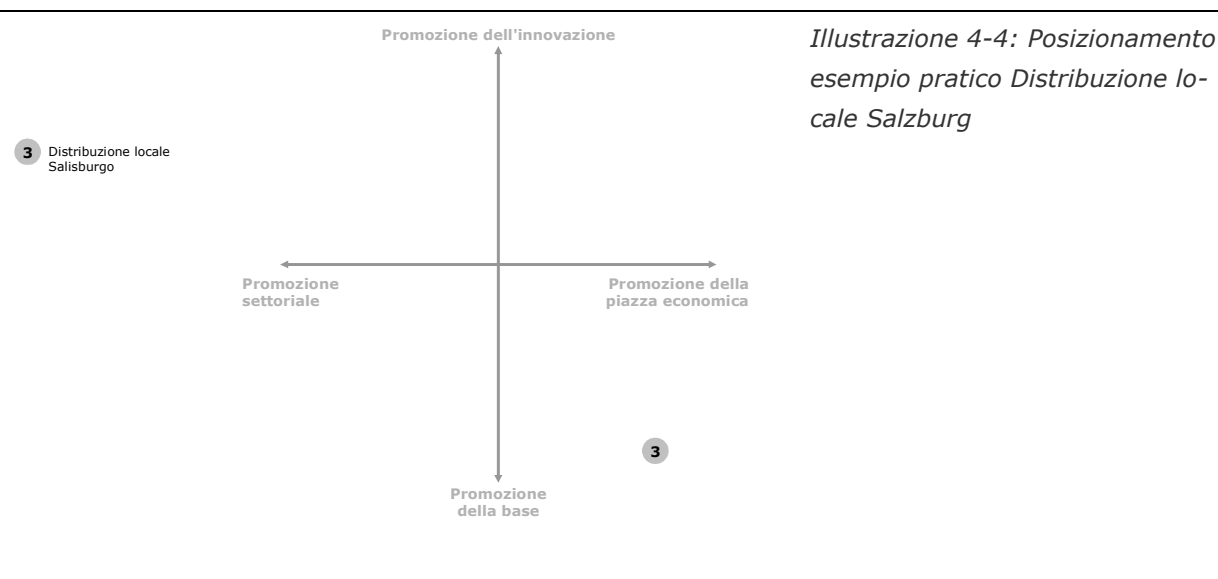 Promozione dell'innovazione
Illustrazione 4-4: Posizionamento
esempio pratico Distribuzione lo-
cale Salzburg
3 Distribuzione locale
Salisburgo
Promozione
settoriale
Promozione della
piazza economica
3
Promozione
della base